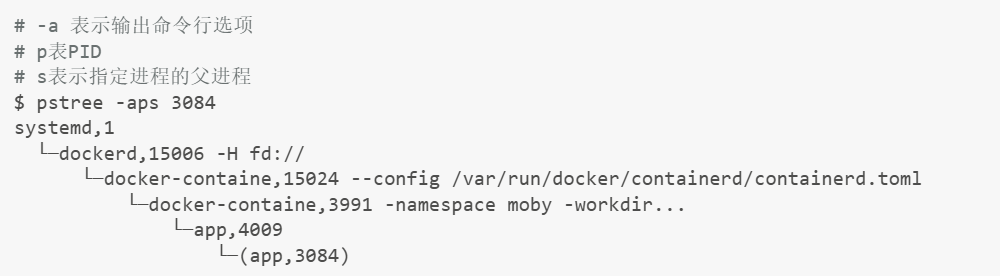 # -a 表示输出命令行选项
# p表PID
# s表示指定进程的父进程
$ pstree -aps 3084
systemd,1
  └─dockerd,15006 -H fd://
      └─docker-containe,15024 --config /var/run/docker/containerd/containerd.toml
          └─docker-containe,3991 -namespace moby -workdir...
              └─app,4009
                  └─(app,3084)